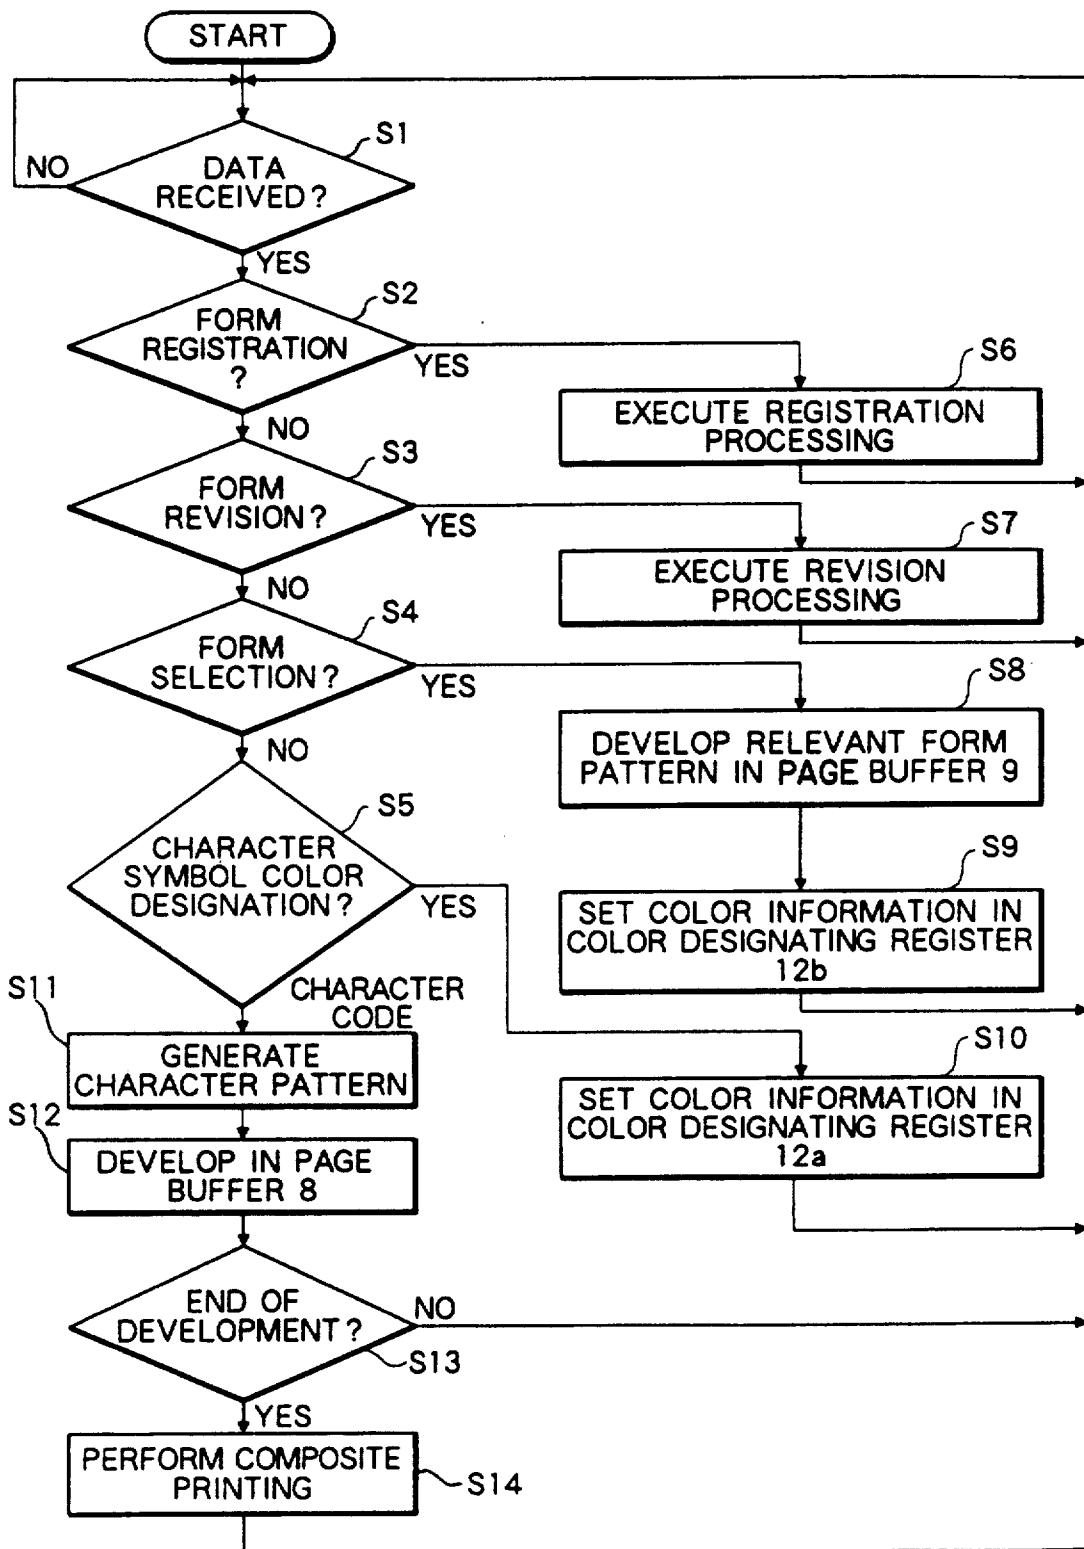 START
S1
NO
DATA
RECEIVED?
YES
S2
FORM
REGISTRATION
?
YES
S6
EXECUTE REGISTRATION
PROCESSING
NO
S3
FORM
REVISION?
YES
S7
EXECUTE REVISION
PROCESSING
NO
S4
FORM
SELECTION?
YES
S8
DEVELOP RELEVANT FORM
PATTERN IN PAGE BUFFER 9
NO
S5
CHARACTER
SYMBOL COLOR
DESIGNATION?
YES
S9
SET COLOR INFORMATION IN
COLOR DESIGNATING REGISTER
12b
CHARACTER
CODE
S11
GENERATE
CHARACTER PATTERN
S10
SET COLOR INFORMATION IN
COLOR DESIGNATING REGISTER
12a
S12
DEVELOP IN PAGE
BUFFER 8
END OF
DEVELOPMENT?
NO
S13
YES
PERFORM COMPOSITE
PRINTING
S14